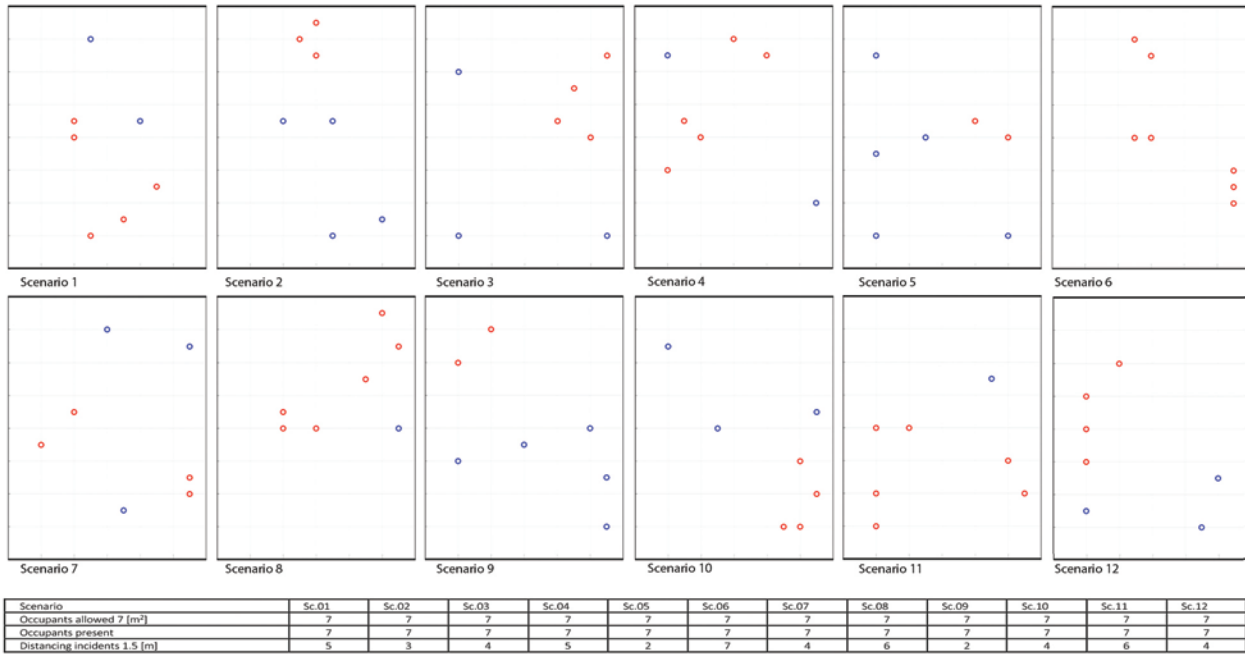 Scenario 1 Scenario 2 Scenario 3 Scenario 4 Scenario 5 Scenario 6
Scenario 7 Scenario 8 Scenario 9 Scenario 10 Scenario 11 Scenario 12
Scenario Sc.01 Sc.02 Sc.03 Sc.04 Sc.05 Sc.06 Sc.07 Sc.08 Sc.09 Sc.10 Sc.11 Sc.12
Occupants allowed 7 [m²] 7 7 7 7 7 7 7 7 7 7 7 7
Occupants present 7 7 7 7 7 7 7 7 7 7 7 7
Distancing incidents 1.5 [m] 5 3 4 5 2 7 4 6 2 4 6 4